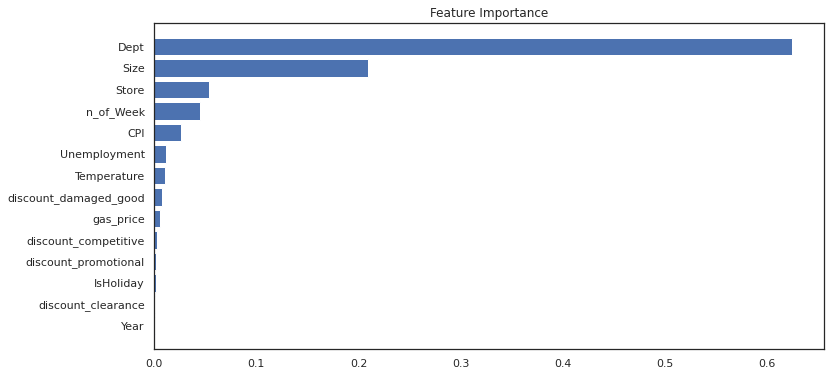 Feature Importance
Dept
Size
Store
n_of_Week
CPI
Unemployment
Temperature
discount_damaged_good
gas_price
discount_competitive
discount_promotional
IsHoliday
discount_clearance
Year
0.0 0.1 0.2 0.3 0.4 0.5 0.6